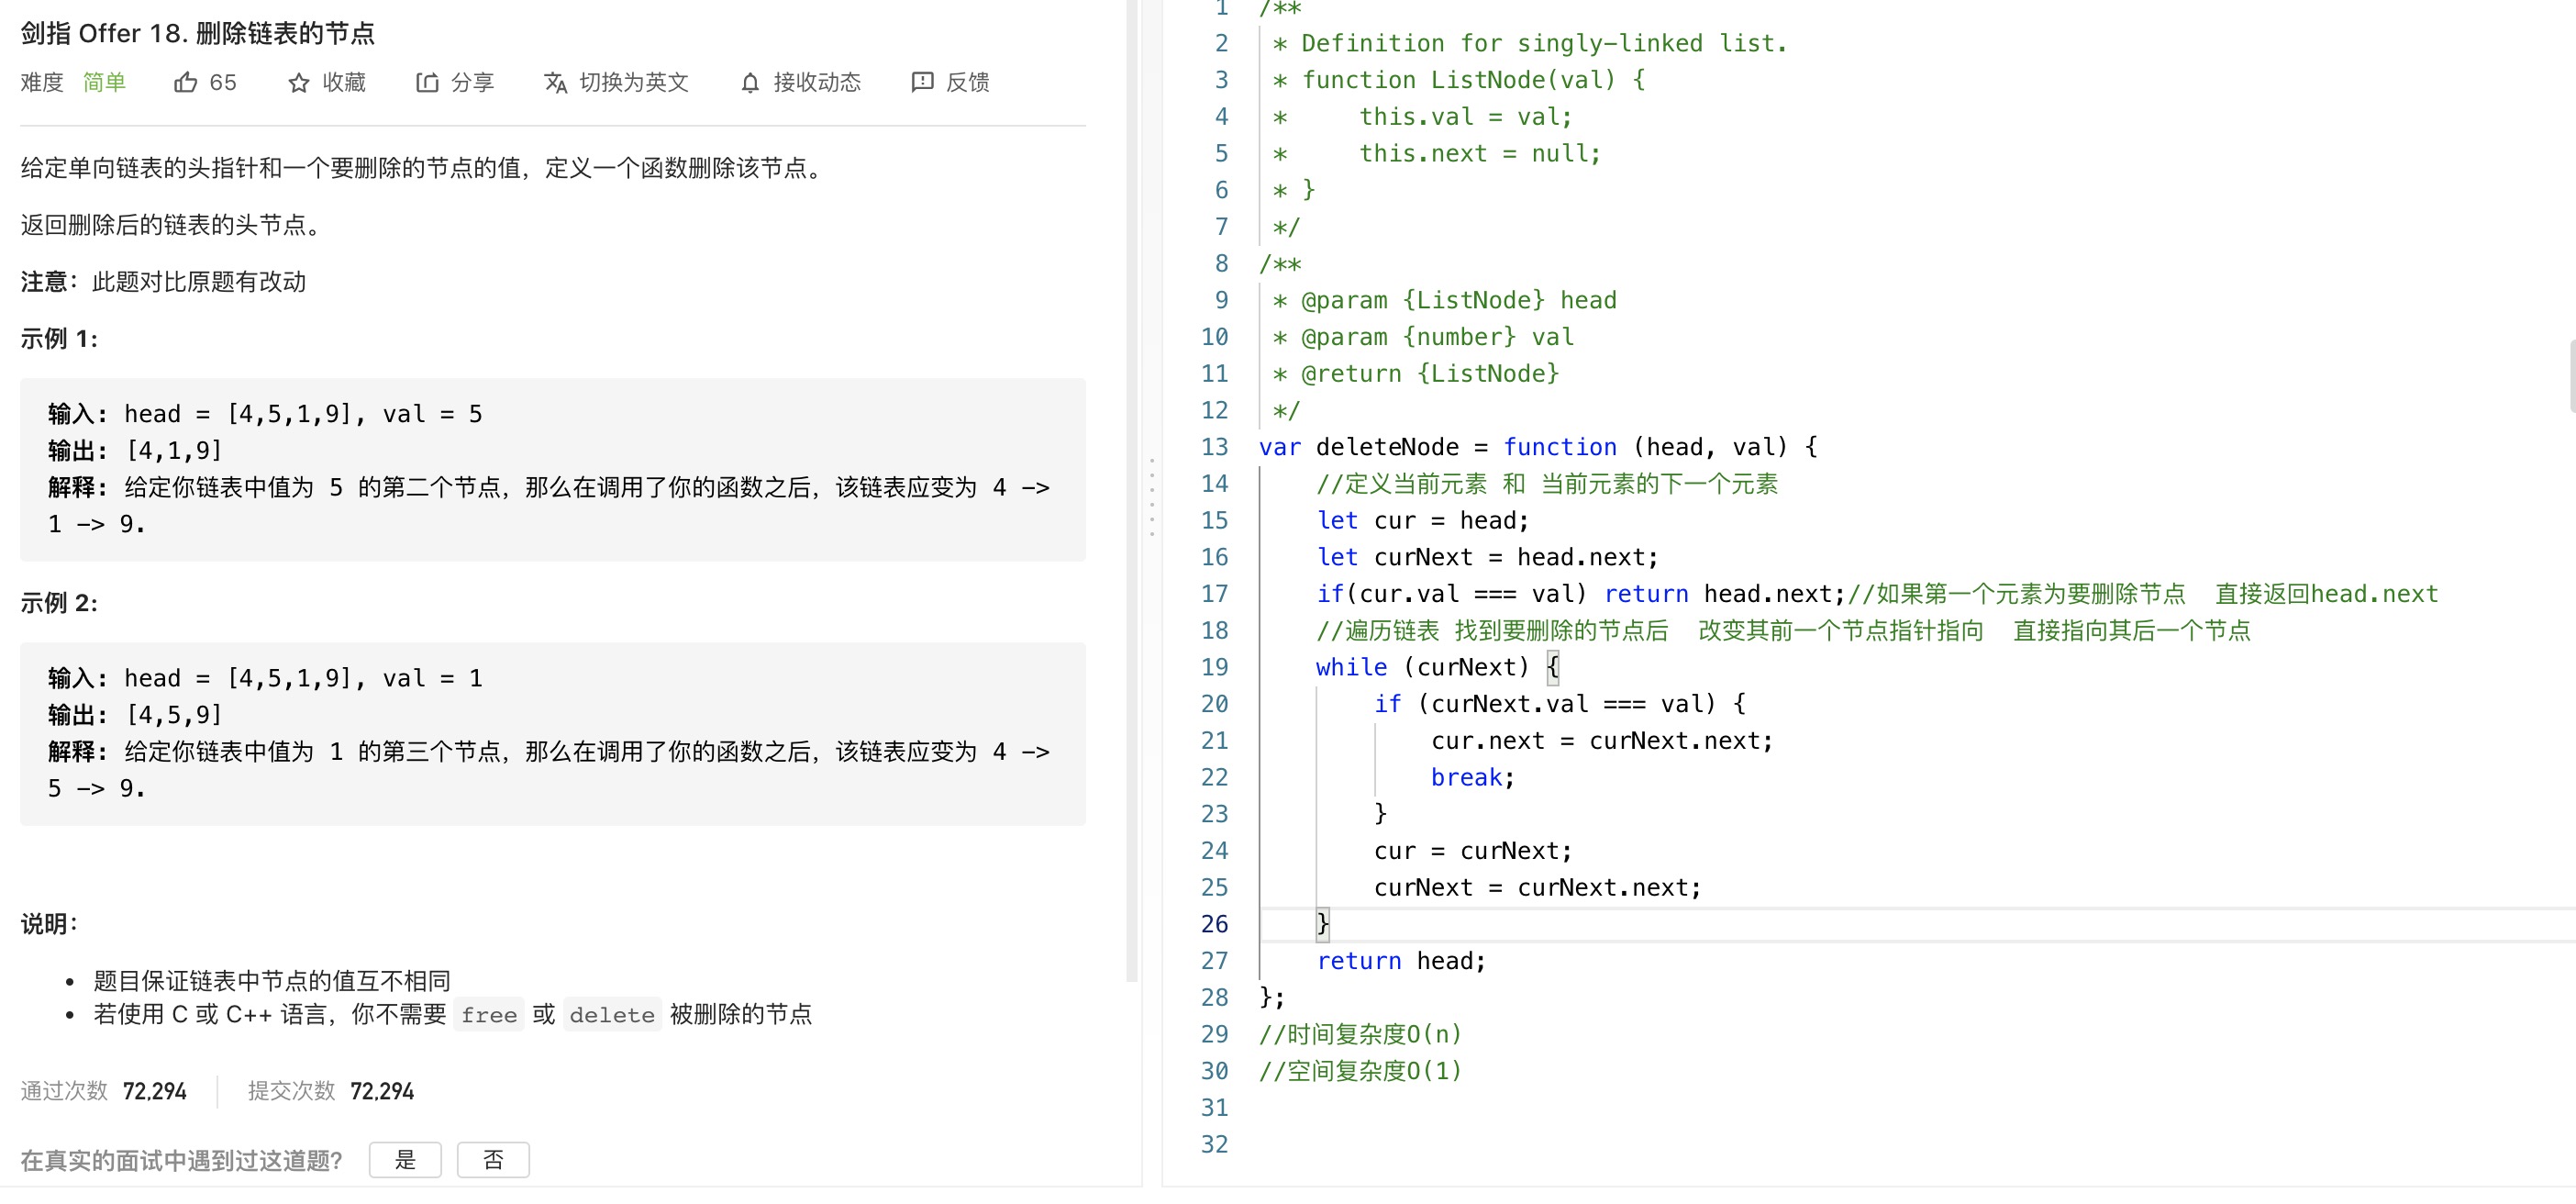 剑指 Offer 18. 删除链表的节点
难度 简单 65 收藏 分享 切换为英文 接收动态 反馈
给定单向链表的头指针和一个要删除的节点的值，定义一个函数删除该节点。
返回删除后的链表的头节点。
注意：此题对比原题有改动
示例 1:
输入: head = [4,5,1,9], val = 5
输出: [4,1,9]
解释: 给定你链表中值为 5 的第二个节点，那么在调用了你的函数之后，该链表应变为 4 ->
1 -> 9.
示例 2:
输入: head = [4,5,1,9], val = 1
输出: [4,5,9]
解释: 给定你链表中值为 1 的第三个节点，那么在调用了你的函数之后，该链表应变为 4 ->
5 -> 9.
说明：
• 题目保证链表中节点的值互不相同
• 若使用 C 或 C++ 语言，你不需要 free 或 delete 被删除的节点
通过次数 72,294 提交次数 72,294
在真实的面试中遇到过这道题? 是 否
1 /**
2  * Definition for singly-linked list.
3  * function ListNode(val) {
4  *     this.val = val;
5  *     this.next = null;
6  * }
7  */
8 /**
9  * @param {ListNode} head
10  * @param {number} val
11  * @return {ListNode}
12  */
13 var deleteNode = function (head, val) {
14     //定义当前元素 和 当前元素的下一个元素
15     let cur = head;
16     let curNext = head.next;
17     if(cur.val === val) return head.next;//如果第一个元素为要删除节点  直接返回head.next
18     //遍历链表 找到要删除的节点后  改变其前一个节点指针指向  直接指向其后一个节点
19     while (curNext) {
20         if (curNext.val === val) {
21             cur.next = curNext.next;
22             break;
23         }
24         cur = curNext;
25         curNext = curNext.next;
26     }
27     return head;
28 };
29 //时间复杂度O(n)
30 //空间复杂度O(1)
31
32